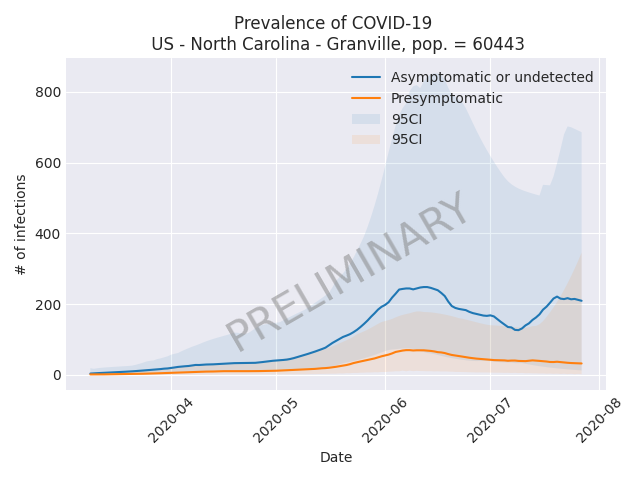 Prevalence of COVID-19
US - North Carolina - Granville, pop. = 60443
Asymptomatic or undetected
Presymptomatic
95CI
95CI
800
600
400
200
0
# of infections
PRELIMINARY
2020-04
2020-05
2020-06
2020-07
2020-08
Date